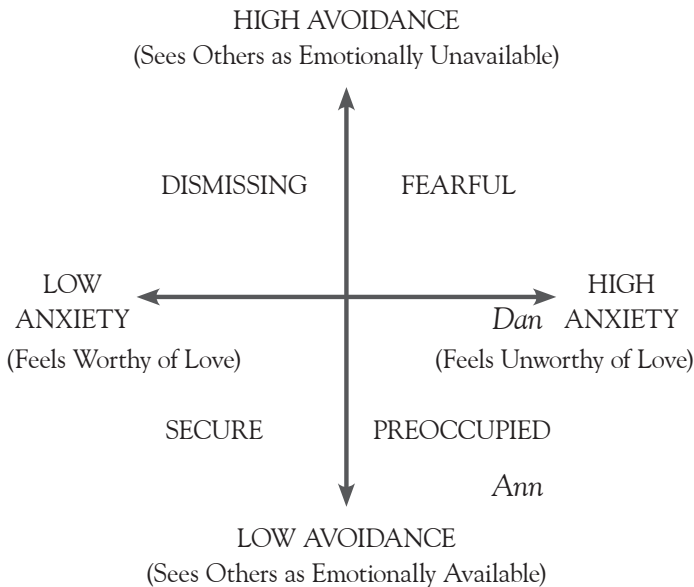 HIGH AVOIDANCE
(Sees Others as Emotionally Unavailable)
DISMISSING
FEARFUL
LOW
ANXIETY
(Feels Worthy of Love)
HIGH
Dan ANXIETY
(Feels Unworthy of Love)
SECURE
PREOCCUPIED
Ann
LOW AVOIDANCE
(Sees Others as Emotionally Available)